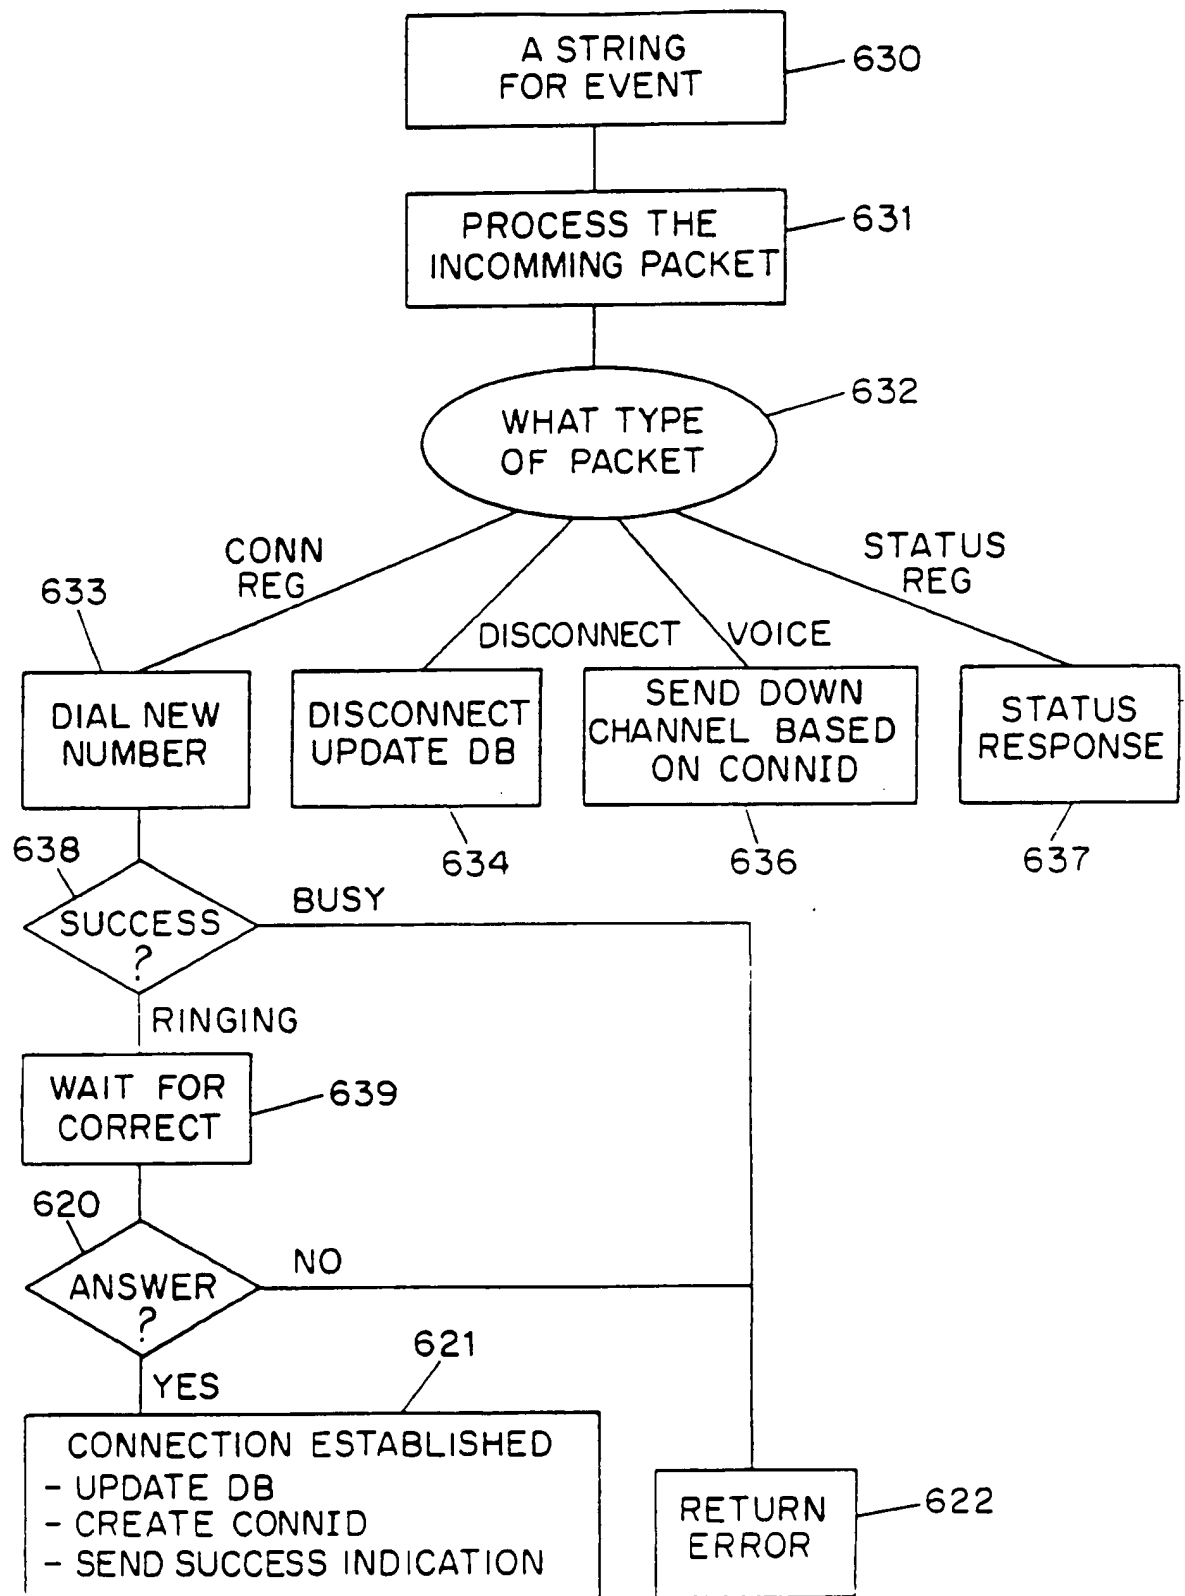 A STRING
FOR EVENT
630
PROCESS THE
INCOMMING PACKET
631
WHAT TYPE
OF PACKET
632
CONN
REG
STATUS
REG
633
DISCONNECT
VOICE
DIAL NEW
NUMBER
DISCONNECT
UPDATE DB
SEND DOWN
CHANNEL BASED
ON CONNID
STATUS
RESPONSE
634
636
637
638
SUCCESS
?
BUSY
RINGING
WAIT FOR
CORRECT
639
620
ANSWER
?
NO
YES
621
CONNECTION ESTABLISHED
- UPDATE DB
- CREATE CONNID
- SEND SUCCESS INDICATION
RETURN
ERROR
622